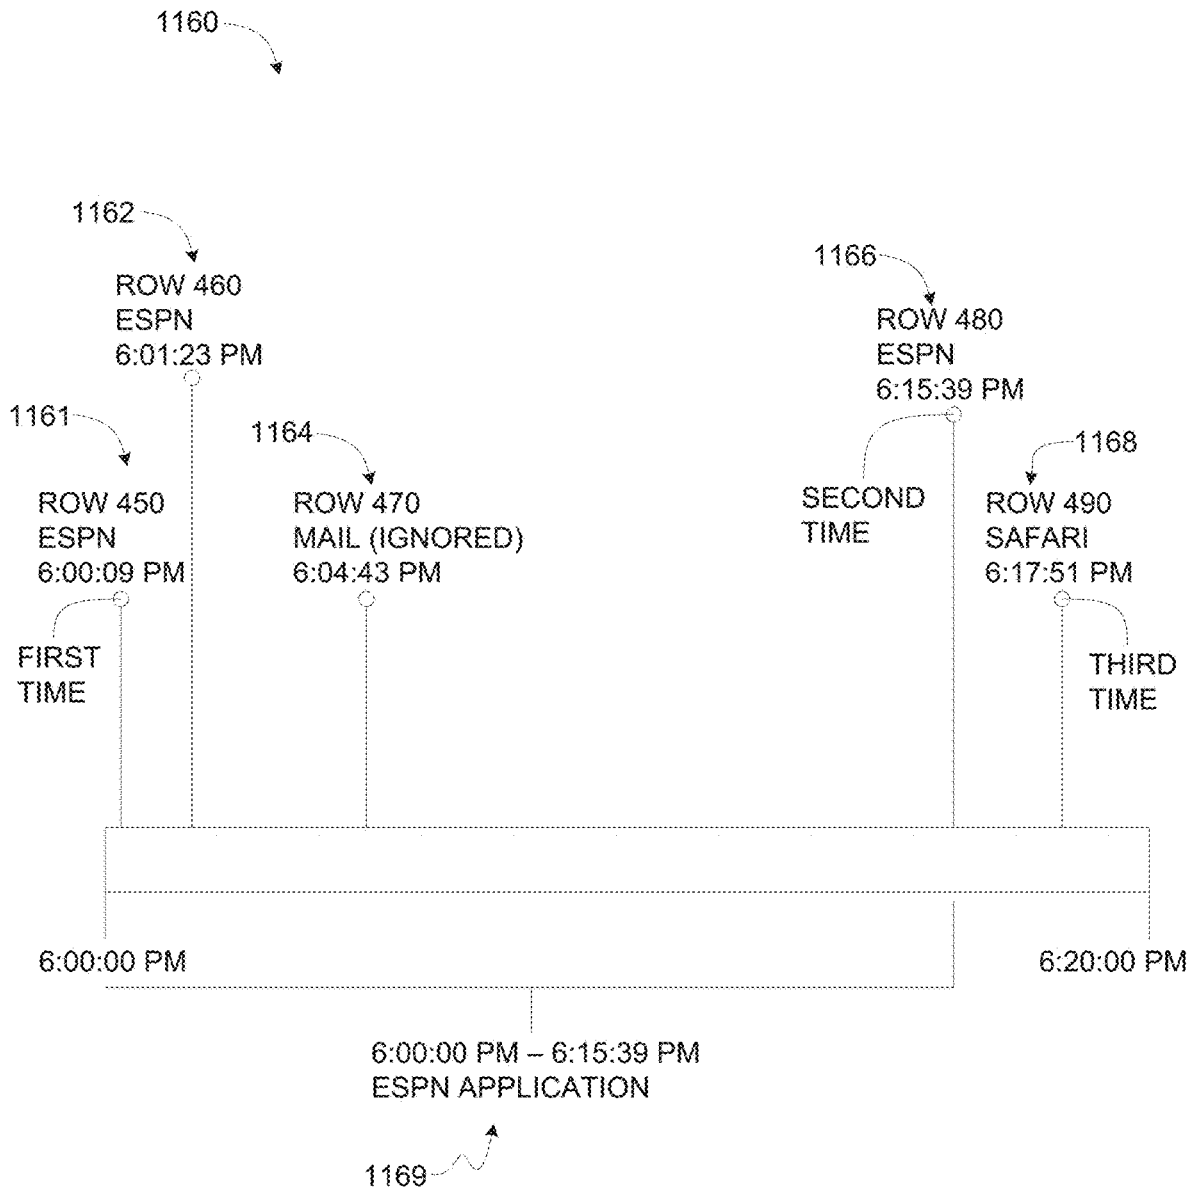 1160
1162
ROW 460
ESPN
6:01:23 PM
1166
ROW 480
ESPN
6:15:39 PM
1161
ROW 450
ESPN
6:00:09 PM
1164
ROW 470
MAIL (IGNORED)
6:04:43 PM
SECOND
TIME
1168
ROW 490
SAFARI
6:17:51 PM
FIRST
TIME
THIRD
TIME
6:00:00 PM
6:20:00 PM
6:00:00 PM – 6:15:39 PM
ESPN APPLICATION
1169